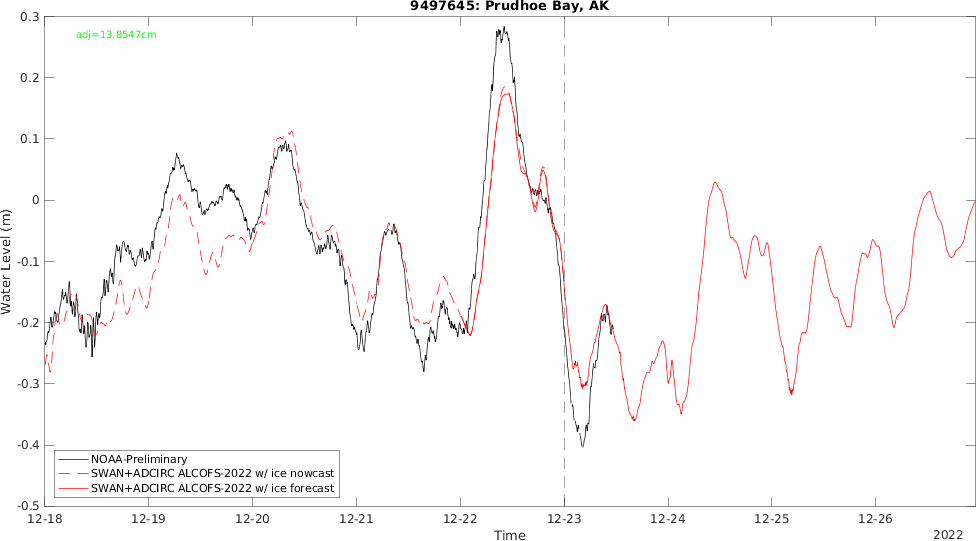 9497645: Prudhoe Bay, AK
adj=13.8547cm
0.3
0.2
0.1
0
-0.1
-0.2
-0.3
-0.4
-0.5
Water Level (m)
NOAA-Preliminary
SWAN+ADCIRC ALCOFS-2022 w/ ice nowcast
SWAN+ADCIRC ALCOFS-2022 w/ ice forecast
12-18 12-19 12-20 12-21 12-22 12-23 12-24 12-25 12-26
Time
2022